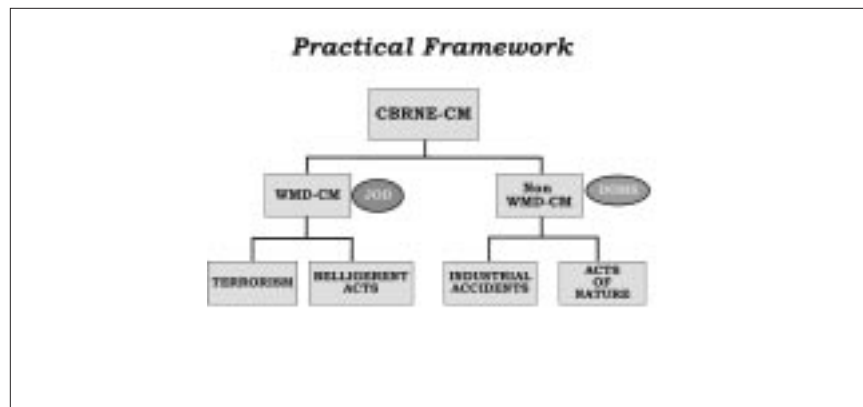 Practical Framework
CBRNE-CM
WMD-CM
JOD
Non
WMD-CM
DOMS
TERRORISM
BELLIGERENT
ACTS
INDUSTRIAL
ACCIDENTS
ACTS
OF
NATURE